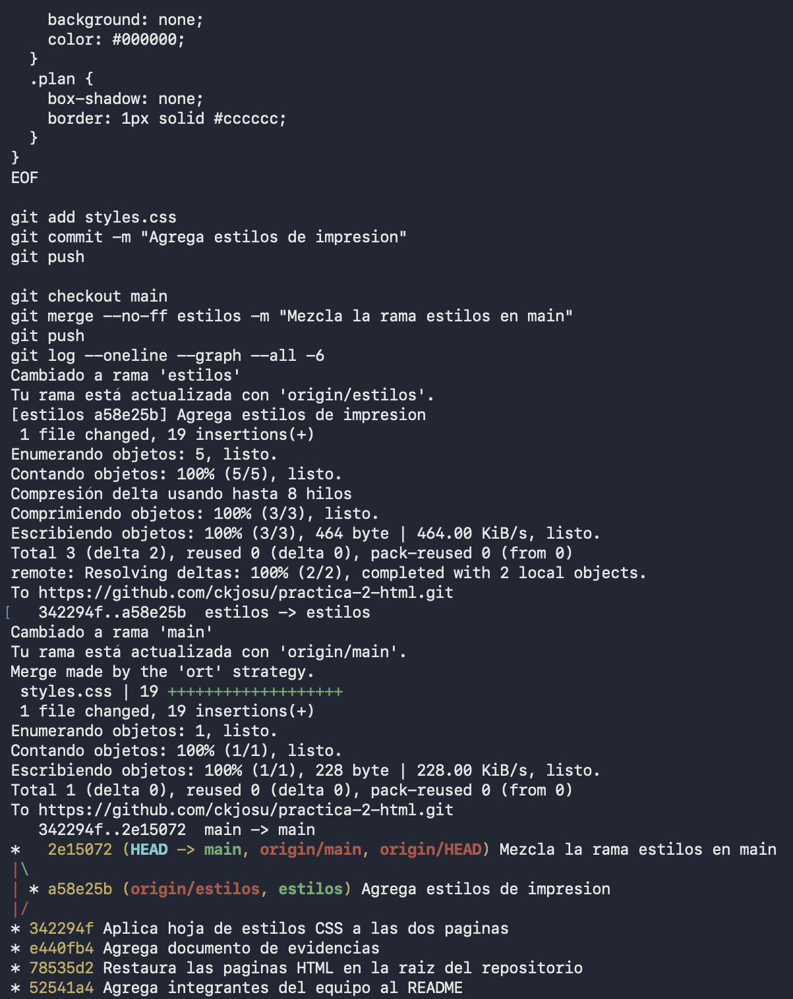 background: none;
    color: #000000;
  }
  .plan {
    box-shadow: none;
    border: 1px solid #cccccc;
  }
}
EOF

git add styles.css
git commit -m "Agrega estilos de impresion"
git push

git checkout main
git merge --no-ff estilos -m "Mezcla la rama estilos en main"
git push
git log --oneline --graph --all -6
Cambiado a rama 'estilos'
Tu rama está actualizada con 'origin/estilos'.
[estilos a58e25b] Agrega estilos de impresion
 1 file changed, 19 insertions(+)
Enumerando objetos: 5, listo.
Contando objetos: 100% (5/5), listo.
Compresión delta usando hasta 8 hilos
Comprimiendo objetos: 100% (3/3), listo.
Escribiendo objetos: 100% (3/3), 464 byte | 464.00 KiB/s, listo.
Total 3 (delta 2), reused 0 (delta 0), pack-reused 0 (from 0)
remote: Resolving deltas: 100% (2/2), completed with 2 local objects.
To https://github.com/ckjosu/practica-2-html.git
[   342294f..a58e25b  estilos -> estilos
Cambiado a rama 'main'
Tu rama está actualizada con 'origin/main'.
Merge made by the 'ort' strategy.
 styles.css | 19 +++++++++++++++++++
 1 file changed, 19 insertions(+)
Enumerando objetos: 1, listo.
Contando objetos: 100% (1/1), listo.
Escribiendo objetos: 100% (1/1), 228 byte | 228.00 KiB/s, listo.
Total 1 (delta 0), reused 0 (delta 0), pack-reused 0 (from 0)
To https://github.com/ckjosu/practica-2-html.git
   342294f..2e15072  main -> main
*   2e15072 (HEAD -> main, origin/main, origin/HEAD) Mezcla la rama estilos en main
|\
| * a58e25b (origin/estilos, estilos) Agrega estilos de impresion
|/
* 342294f Aplica hoja de estilos CSS a las dos paginas
* e440fb4 Agrega documento de evidencias
* 78535d2 Restaura las paginas HTML en la raiz del repositorio
* 52541a4 Agrega integrantes del equipo al README